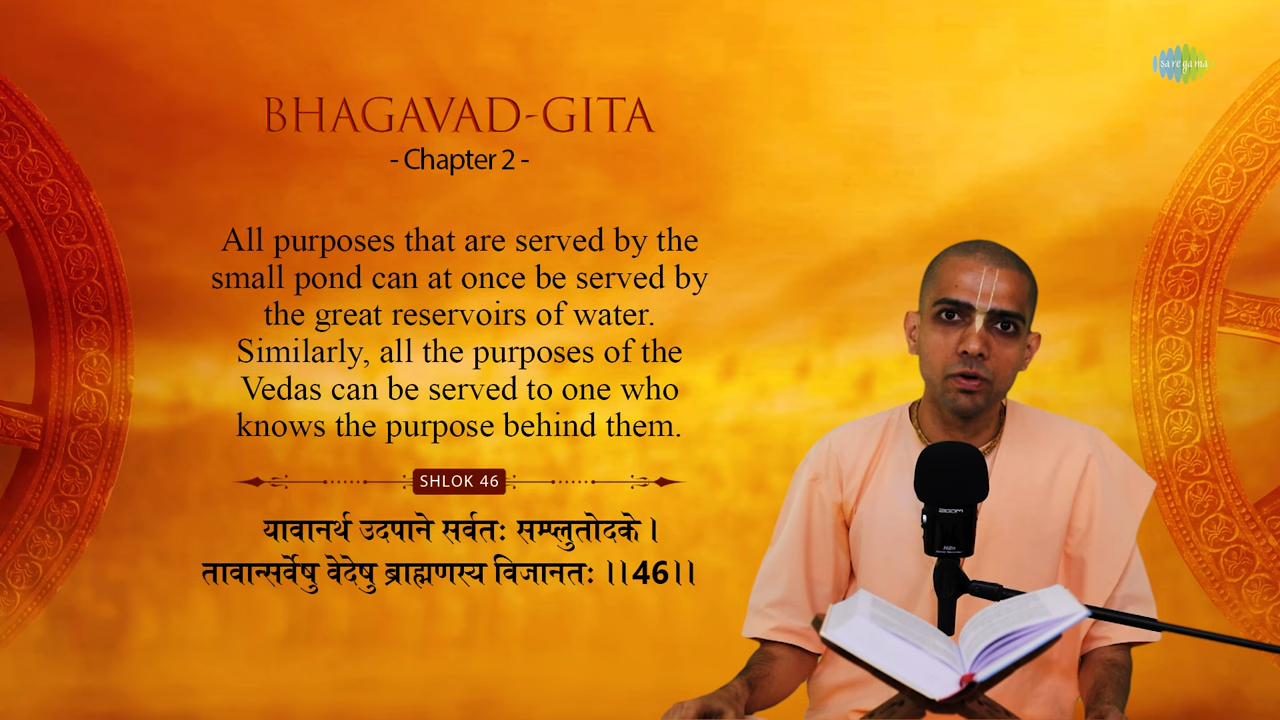 saregama
BHAGAVAD-GITA
- Chapter 2 -
All purposes that are served by the
small pond can at once be served by
the great reservoirs of water.
Similarly, all the purposes of the
Vedas can be served to one who
knows the purpose behind them.
SHLOK 46
यावानर्थ उदपाने सर्वतः सम्प्लुतोदके ।
तावान्सर्वेषु वेदेषु ब्राह्मणस्य विजानतः ।।46।।
zoom